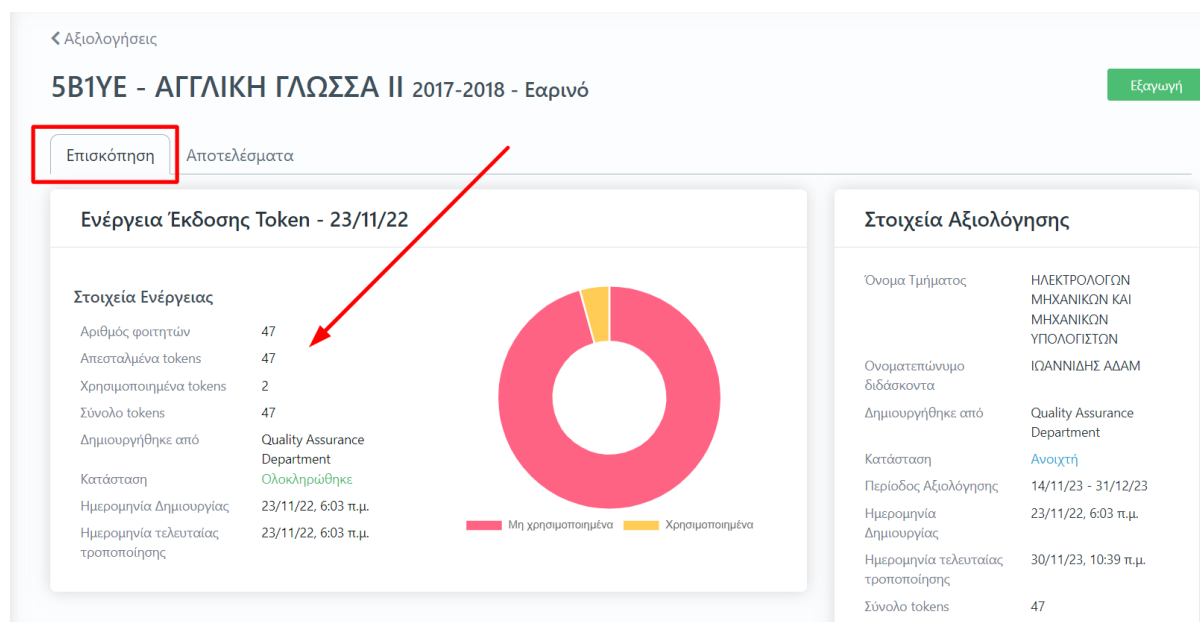 Αξιολογήσεις
5Β1ΥΕ - ΑΓΓΛΙΚΗ ΓΛΩΣΣΑ ΙΙ 2017-2018 - Εαρινό
Εξαγωγή
Επισκόπηση
Αποτελέσματα
Ενέργεια Έκδοσης Token - 23/11/22
Στοιχεία Ενέργειας
Αριθμός φοιτητών 47
Απεσταλμένα tokens 47
Χρησιμοποιημένα tokens 2
Σύνολο tokens 47
Δημιουργήθηκε από Quality Assurance
Department
Κατάσταση Ολοκληρώθηκε
Ημερομηνία Δημιουργίας 23/11/22, 6:03 π.μ.
Ημερομηνία τελευταίας 23/11/22, 6:03 π.μ.
τροποποίησης
Μη χρησιμοποιημένα Χρησιμοποιημένα
Στοιχεία Αξιολόγησης
Όνομα Τμήματος ΗΛΕΚΤΡΟΛΟΓΩΝ
ΜΗΧΑΝΙΚΩΝ ΚΑΙ
ΜΗΧΑΝΙΚΩΝ
ΥΠΟΛΟΓΙΣΤΩΝ
Ονοματεπώνυμο ΙΩΑΝΝΙΔΗΣ ΑΔΑΜ
διδάσκοντα
Δημιουργήθηκε από Quality Assurance
Department
Κατάσταση Ανοιχτή
Περίοδος Αξιολόγησης 14/11/23 - 31/12/23
Ημερομηνία 23/11/22, 6:03 π.μ.
Δημιουργίας
Ημερομηνία τελευταίας 30/11/23, 10:39 π.μ.
τροποποίησης
Σύνολο tokens 47